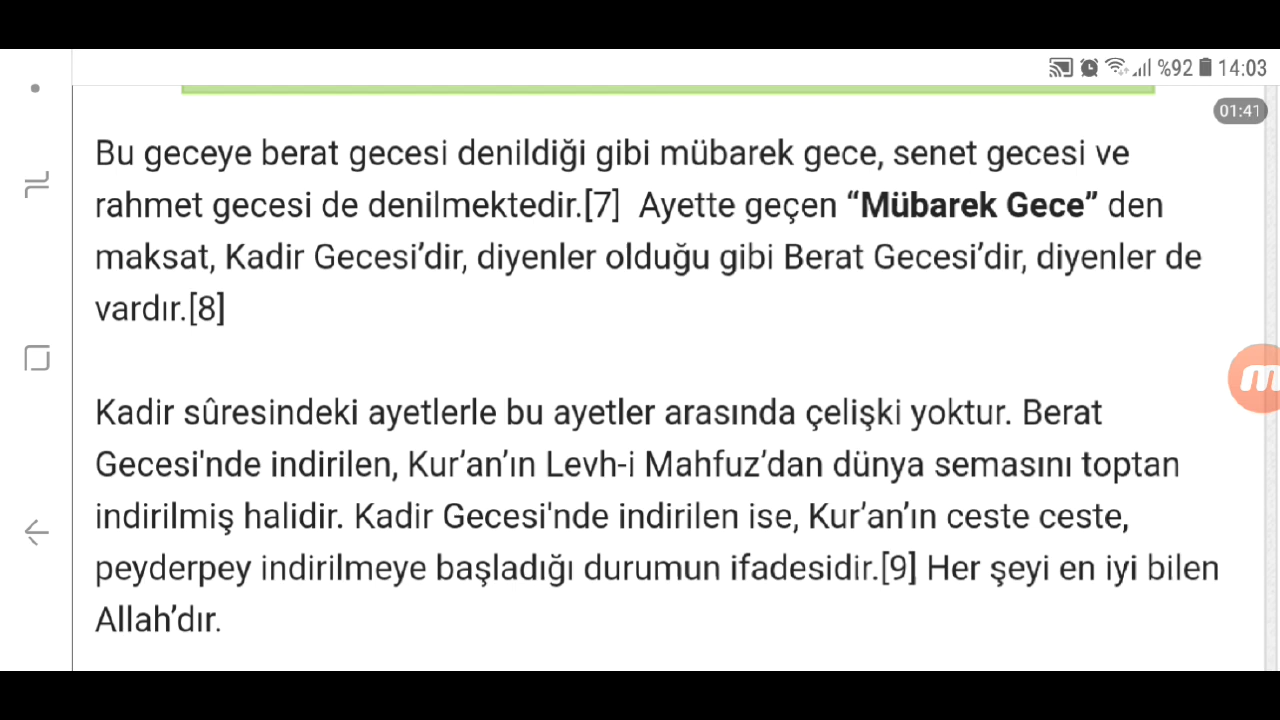 %92 14:03
01:41
Bu geceye berat gecesi denildiği gibi mübarek gece, senet gecesi ve
rahmet gecesi de denilmektedir.[7] Ayette geçen “Mübarek Gece” den
maksat, Kadir Gecesi’dir, diyenler olduğu gibi Berat Gecesi’dir, diyenler de
vardır.[8]
Kadir sûresindeki ayetlerle bu ayetler arasında çelişki yoktur. Berat
Gecesi'nde indirilen, Kur’an’ın Levh-i Mahfuz’dan dünya semasını toptan
indirilmiş halidir. Kadir Gecesi'nde indirilen ise, Kur’an’ın ceste ceste,
peyderpey indirilmeye başladığı durumun ifadesidir.[9] Her şeyi en iyi bilen
Allah’dır.